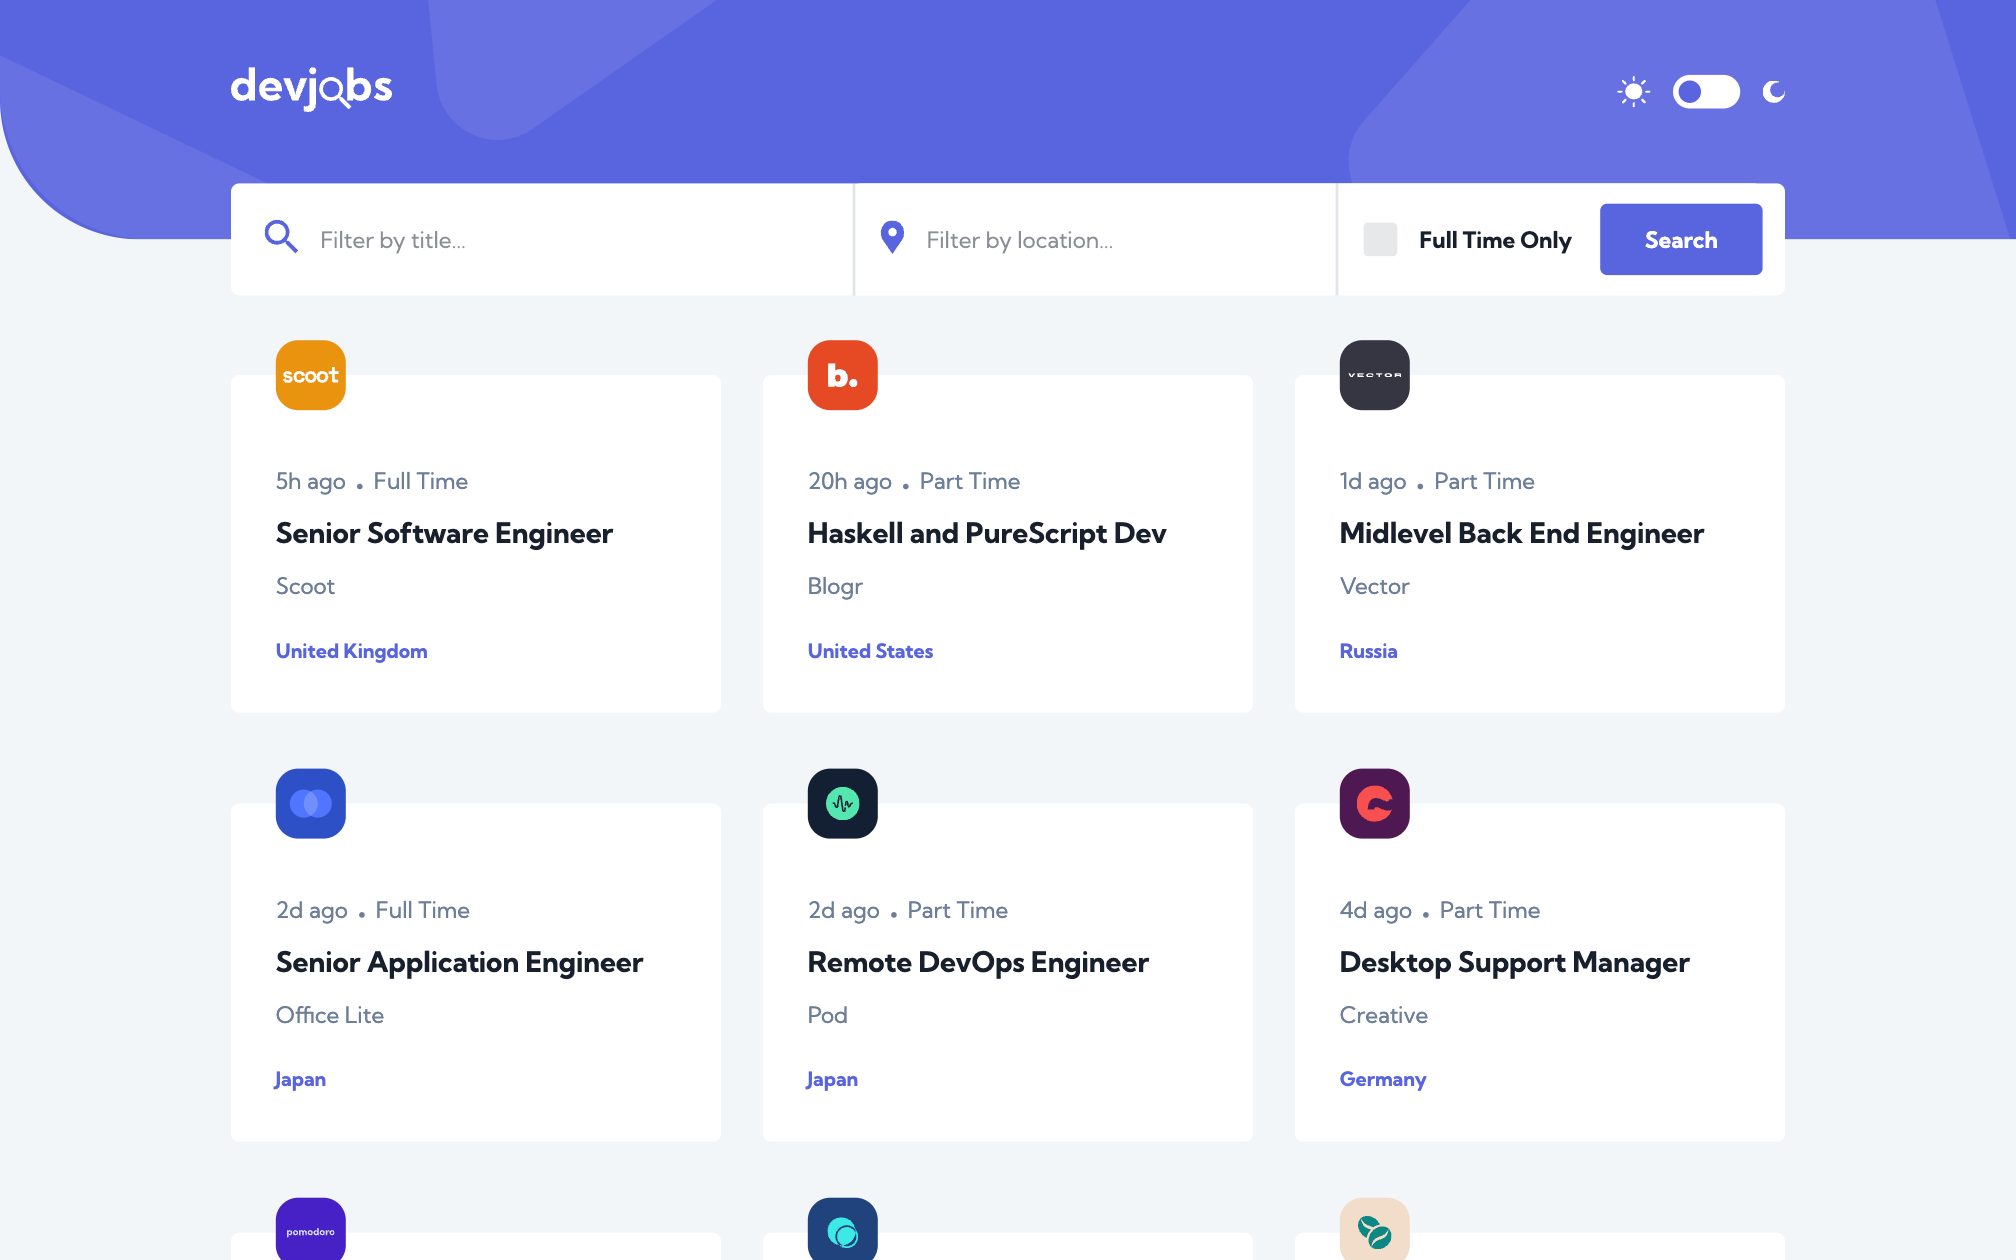 devjobs
Filter by title...
Filter by location...
Full Time Only
Search
scoot
5h ago . Full Time
Senior Software Engineer
Scoot
United Kingdom
b.
20h ago . Part Time
Haskell and PureScript Dev
Blogr
United States
VECTOR
1d ago . Part Time
Midlevel Back End Engineer
Vector
Russia
2d ago . Full Time
Senior Application Engineer
Office Lite
Japan
2d ago . Part Time
Remote DevOps Engineer
Pod
Japan
4d ago . Part Time
Desktop Support Manager
Creative
Germany
pomodoro